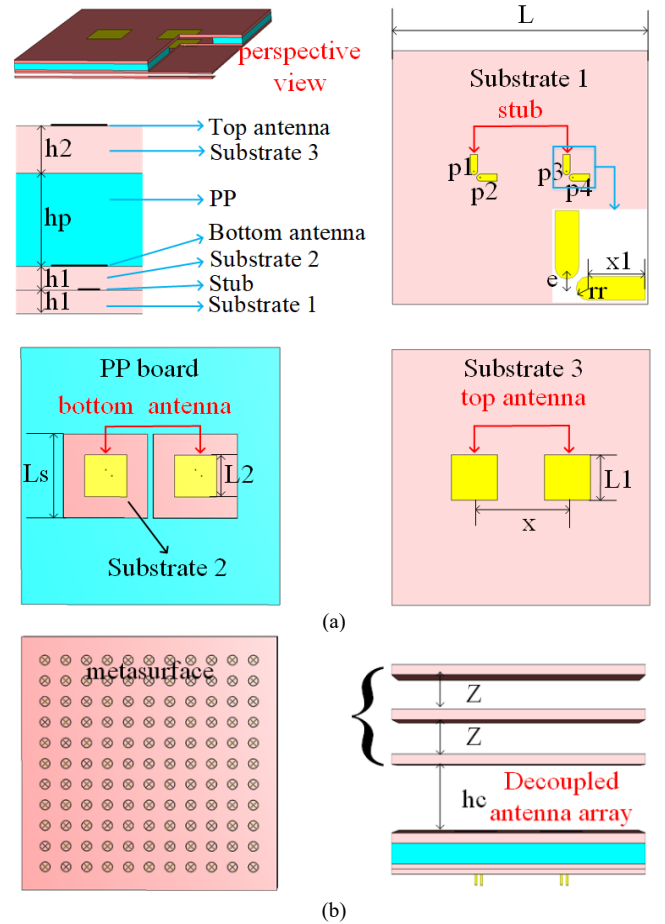 perspective
view
h2
hp
h1
h1
Top antenna
Substrate 3
PP
Bottom antenna
Substrate 2
Stub
Substrate 1
L
Substrate 1
stub
p1
p2
p3
p4
e
rr
x1
PP board
bottom antenna
Ls
L2
Substrate 2
Substrate 3
top antenna
L1
x
(a)
metasurface
Z
Z
hc
Decoupled
antenna array
(b)